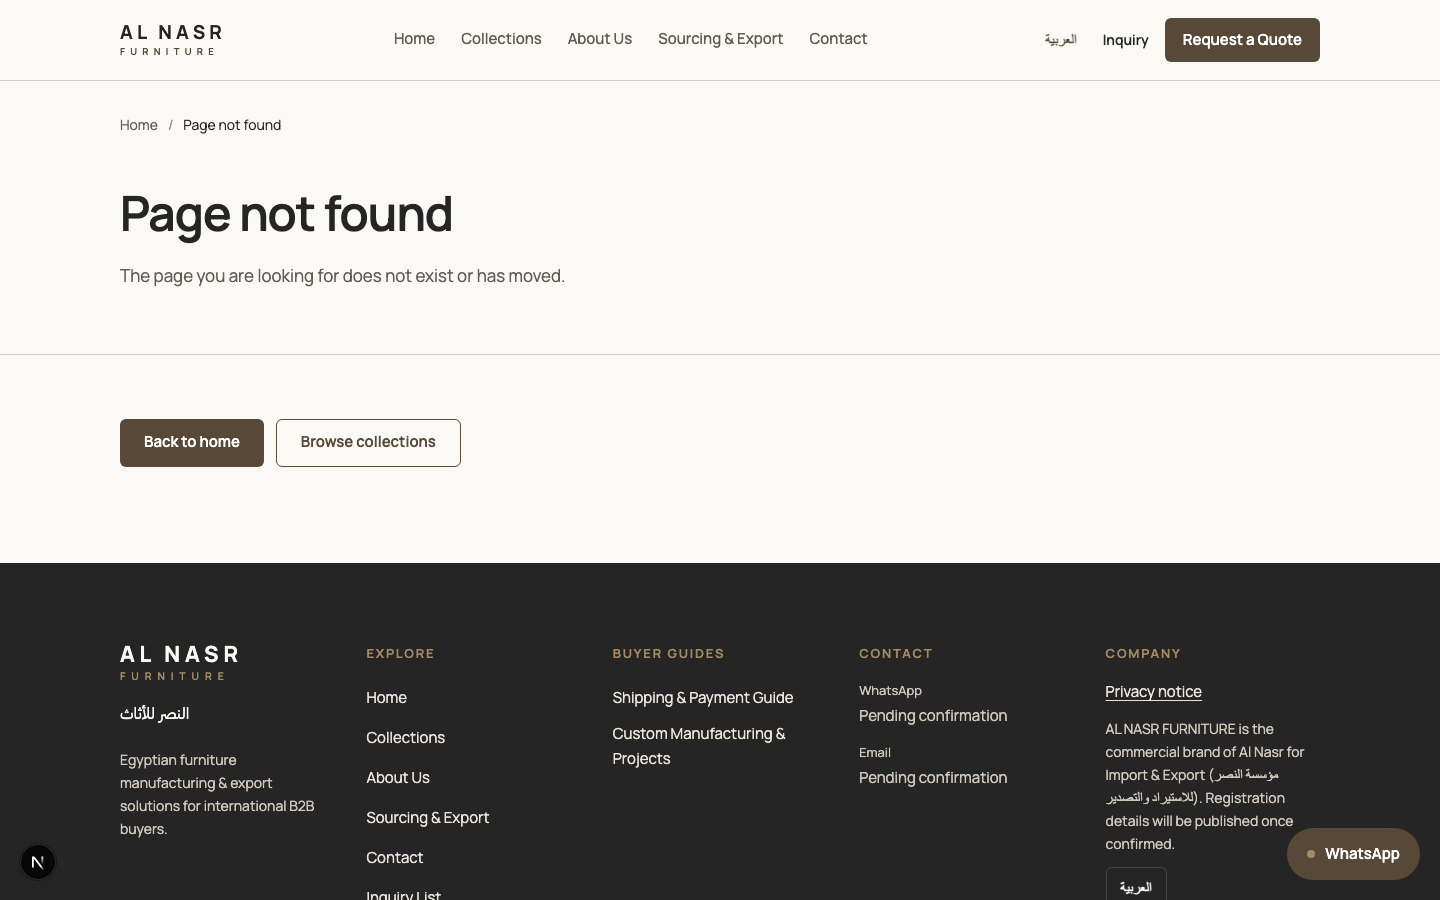 AL NASR
FURNITURE
Home
Collections
About Us
Sourcing & Export
Contact
العربية
Inquiry
Request a Quote
Home / Page not found
Page not found
The page you are looking for does not exist or has moved.
Back to home
Browse collections
AL NASR
FURNITURE
النصر للأثاث
Egyptian furniture
manufacturing & export
solutions for international B2B
buyers.
EXPLORE
Home
Collections
About Us
Sourcing & Export
Contact
Inquiry List
BUYER GUIDES
Shipping & Payment Guide
Custom Manufacturing &
Projects
CONTACT
WhatsApp
Pending confirmation
Email
Pending confirmation
COMPANY
Privacy notice
AL NASR FURNITURE is the
commercial brand of Al Nasr for
Import & Export (مؤسسة النصر
للاستيراد والتصدير). Registration
details will be published once
confirmed.
العربية
N
WhatsApp